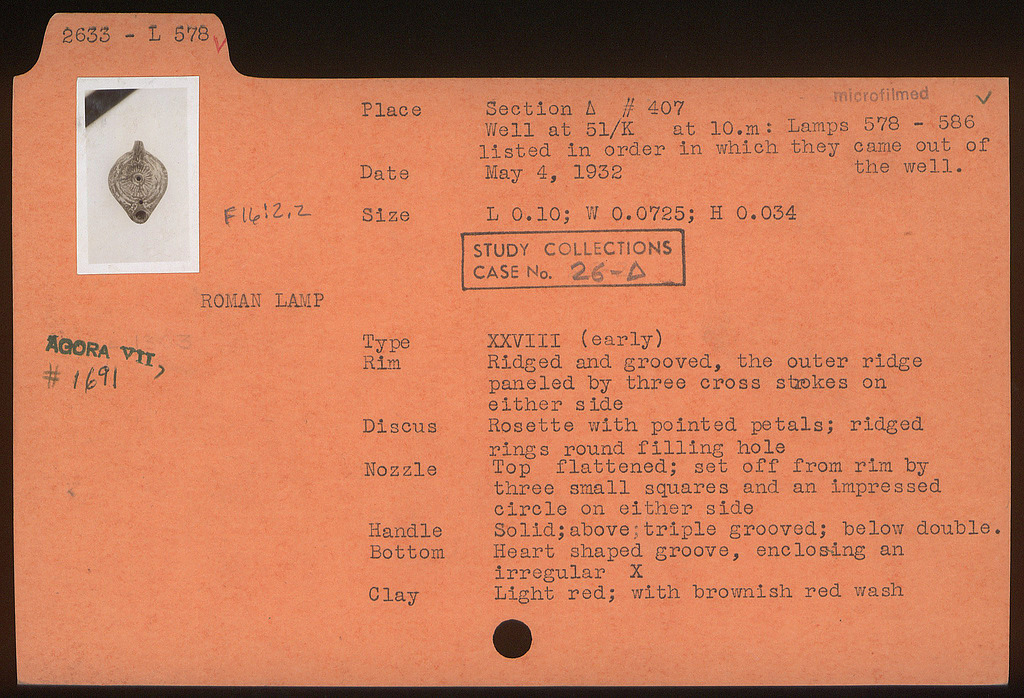 2633 - L 578 ✓
microfilmed ✓
Place Section Δ # 407
Well at 51/K at 10.m: Lamps 578 - 586
listed in order in which they came out of
the well.
Date May 4, 1932
F16:2.2
Size L 0.10; W 0.0725; H 0.034
STUDY COLLECTIONS
CASE No. 26-Δ
ROMAN LAMP
AGORA VII,
# 1691
Type XXVIII (early)
Rim Ridged and grooved, the outer ridge
paneled by three cross strokes on
either side
Discus Rosette with pointed petals; ridged
rings round filling hole
Nozzle Top flattened; set off from rim by
three small squares and an impressed
circle on either side
Handle Solid; above; triple grooved; below double.
Bottom Heart shaped groove, enclosing an
irregular X
Clay Light red; with brownish red wash